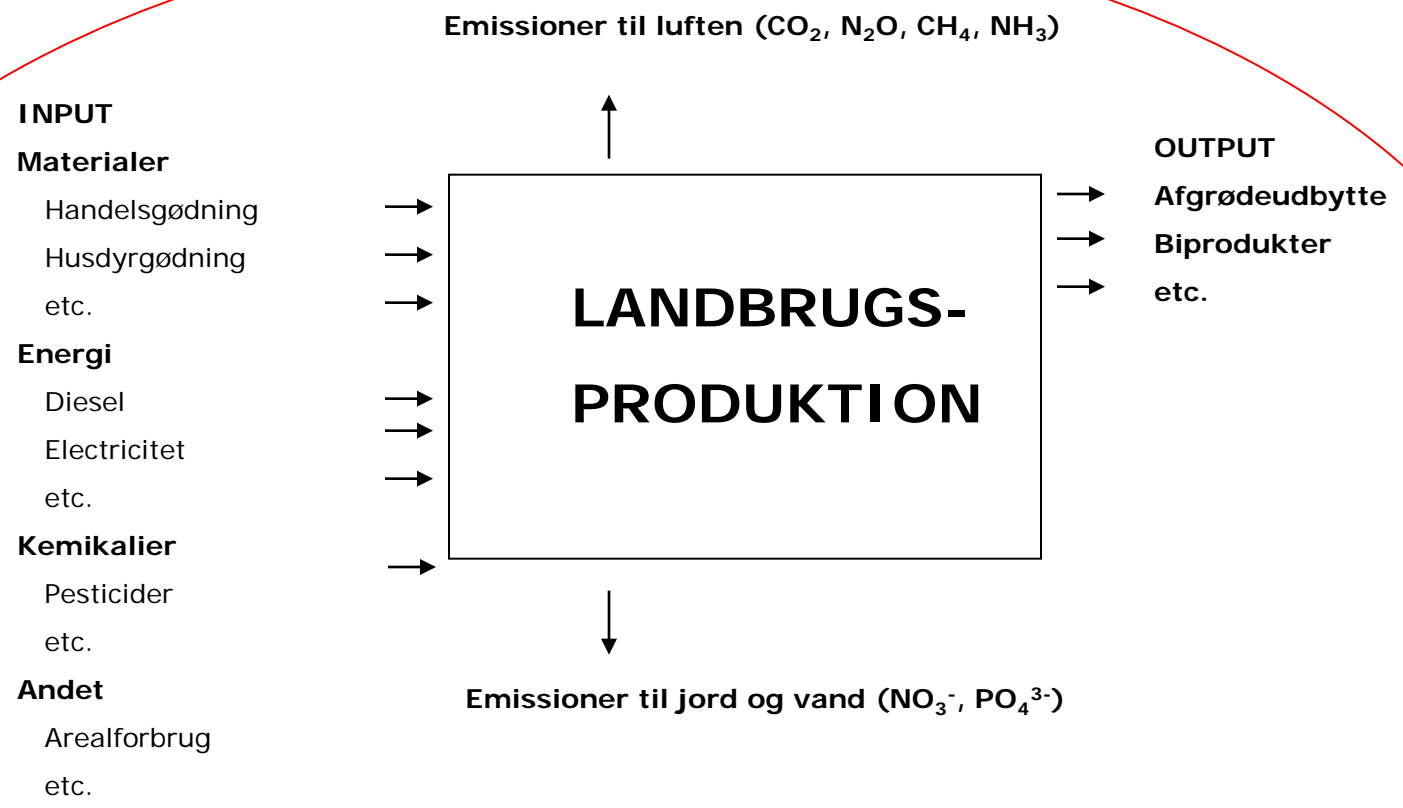 Emissioner til luften (CO₂, N₂O, CH₄, NH₃)
INPUT
Materialer
Handelsgødning
Husdyrgødning
etc.
Energi
Diesel
Electricitet
etc.
Kemikalier
Pesticider
etc.
Andet
Arealforbrug
etc.
LANDBRUGS-
PRODUKTION
OUTPUT
Afgrødeudbytte
Biprodukter
etc.
Emissioner til jord og vand (NO₃⁻, PO₄³⁻)